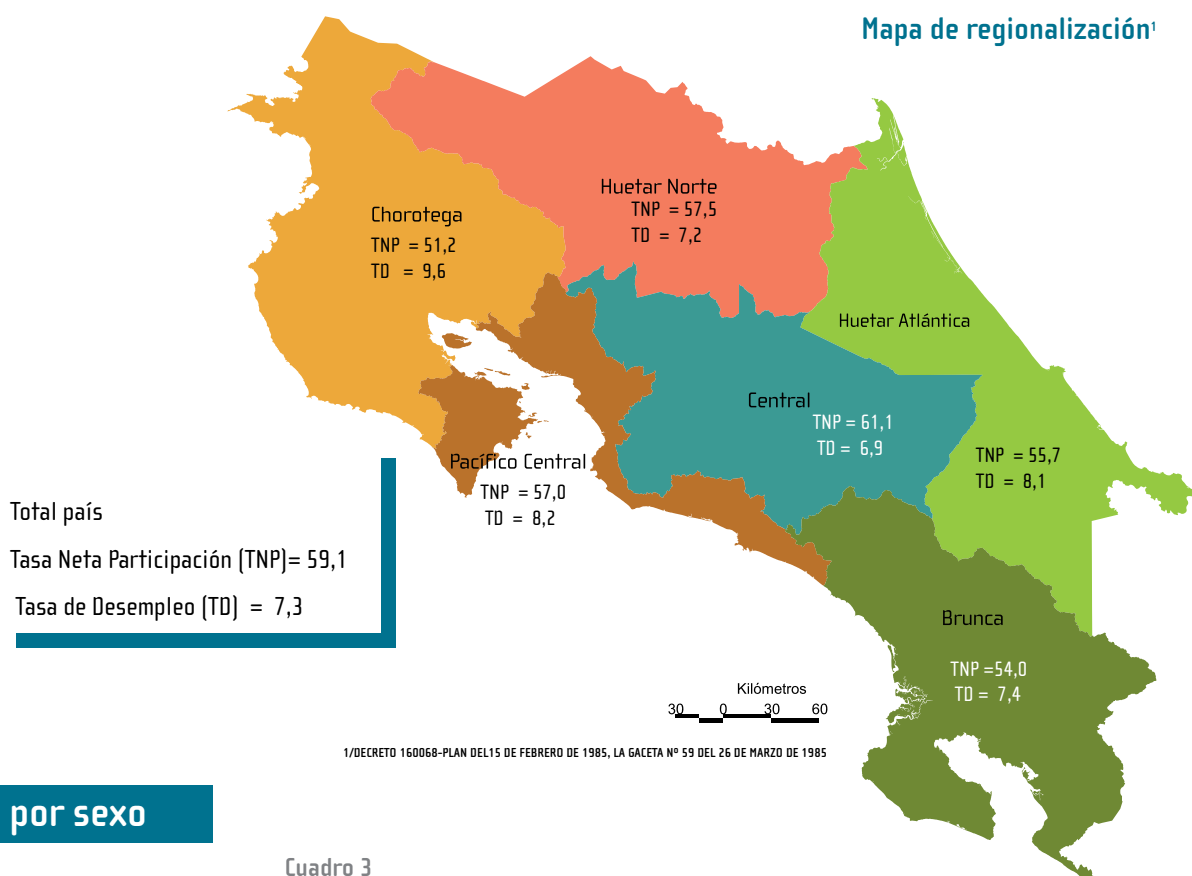 Mapa de regionalización¹
Huetar Norte
TNP = 57,5
TD = 7,2
Chorotega
TNP = 51,2
TD = 9,6
Huetar Atlántica
TNP = 55,7
TD = 8,1
Central
TNP = 61,1
TD = 6,9
Pacífico Central
TNP = 57,0
TD = 8,2
Total país
Tasa Neta Participación (TNP)= 59,1
Tasa de Desempleo (TD) = 7,3
Brunca
TNP =54,0
TD = 7,4
Kilómetros
30 0 30 60
1/DECRETO 160068-PLAN DEL15 DE FEBRERO DE 1985, LA GACETA Nº 59 DEL 26 DE MARZO DE 1985
por sexo
Cuadro 3